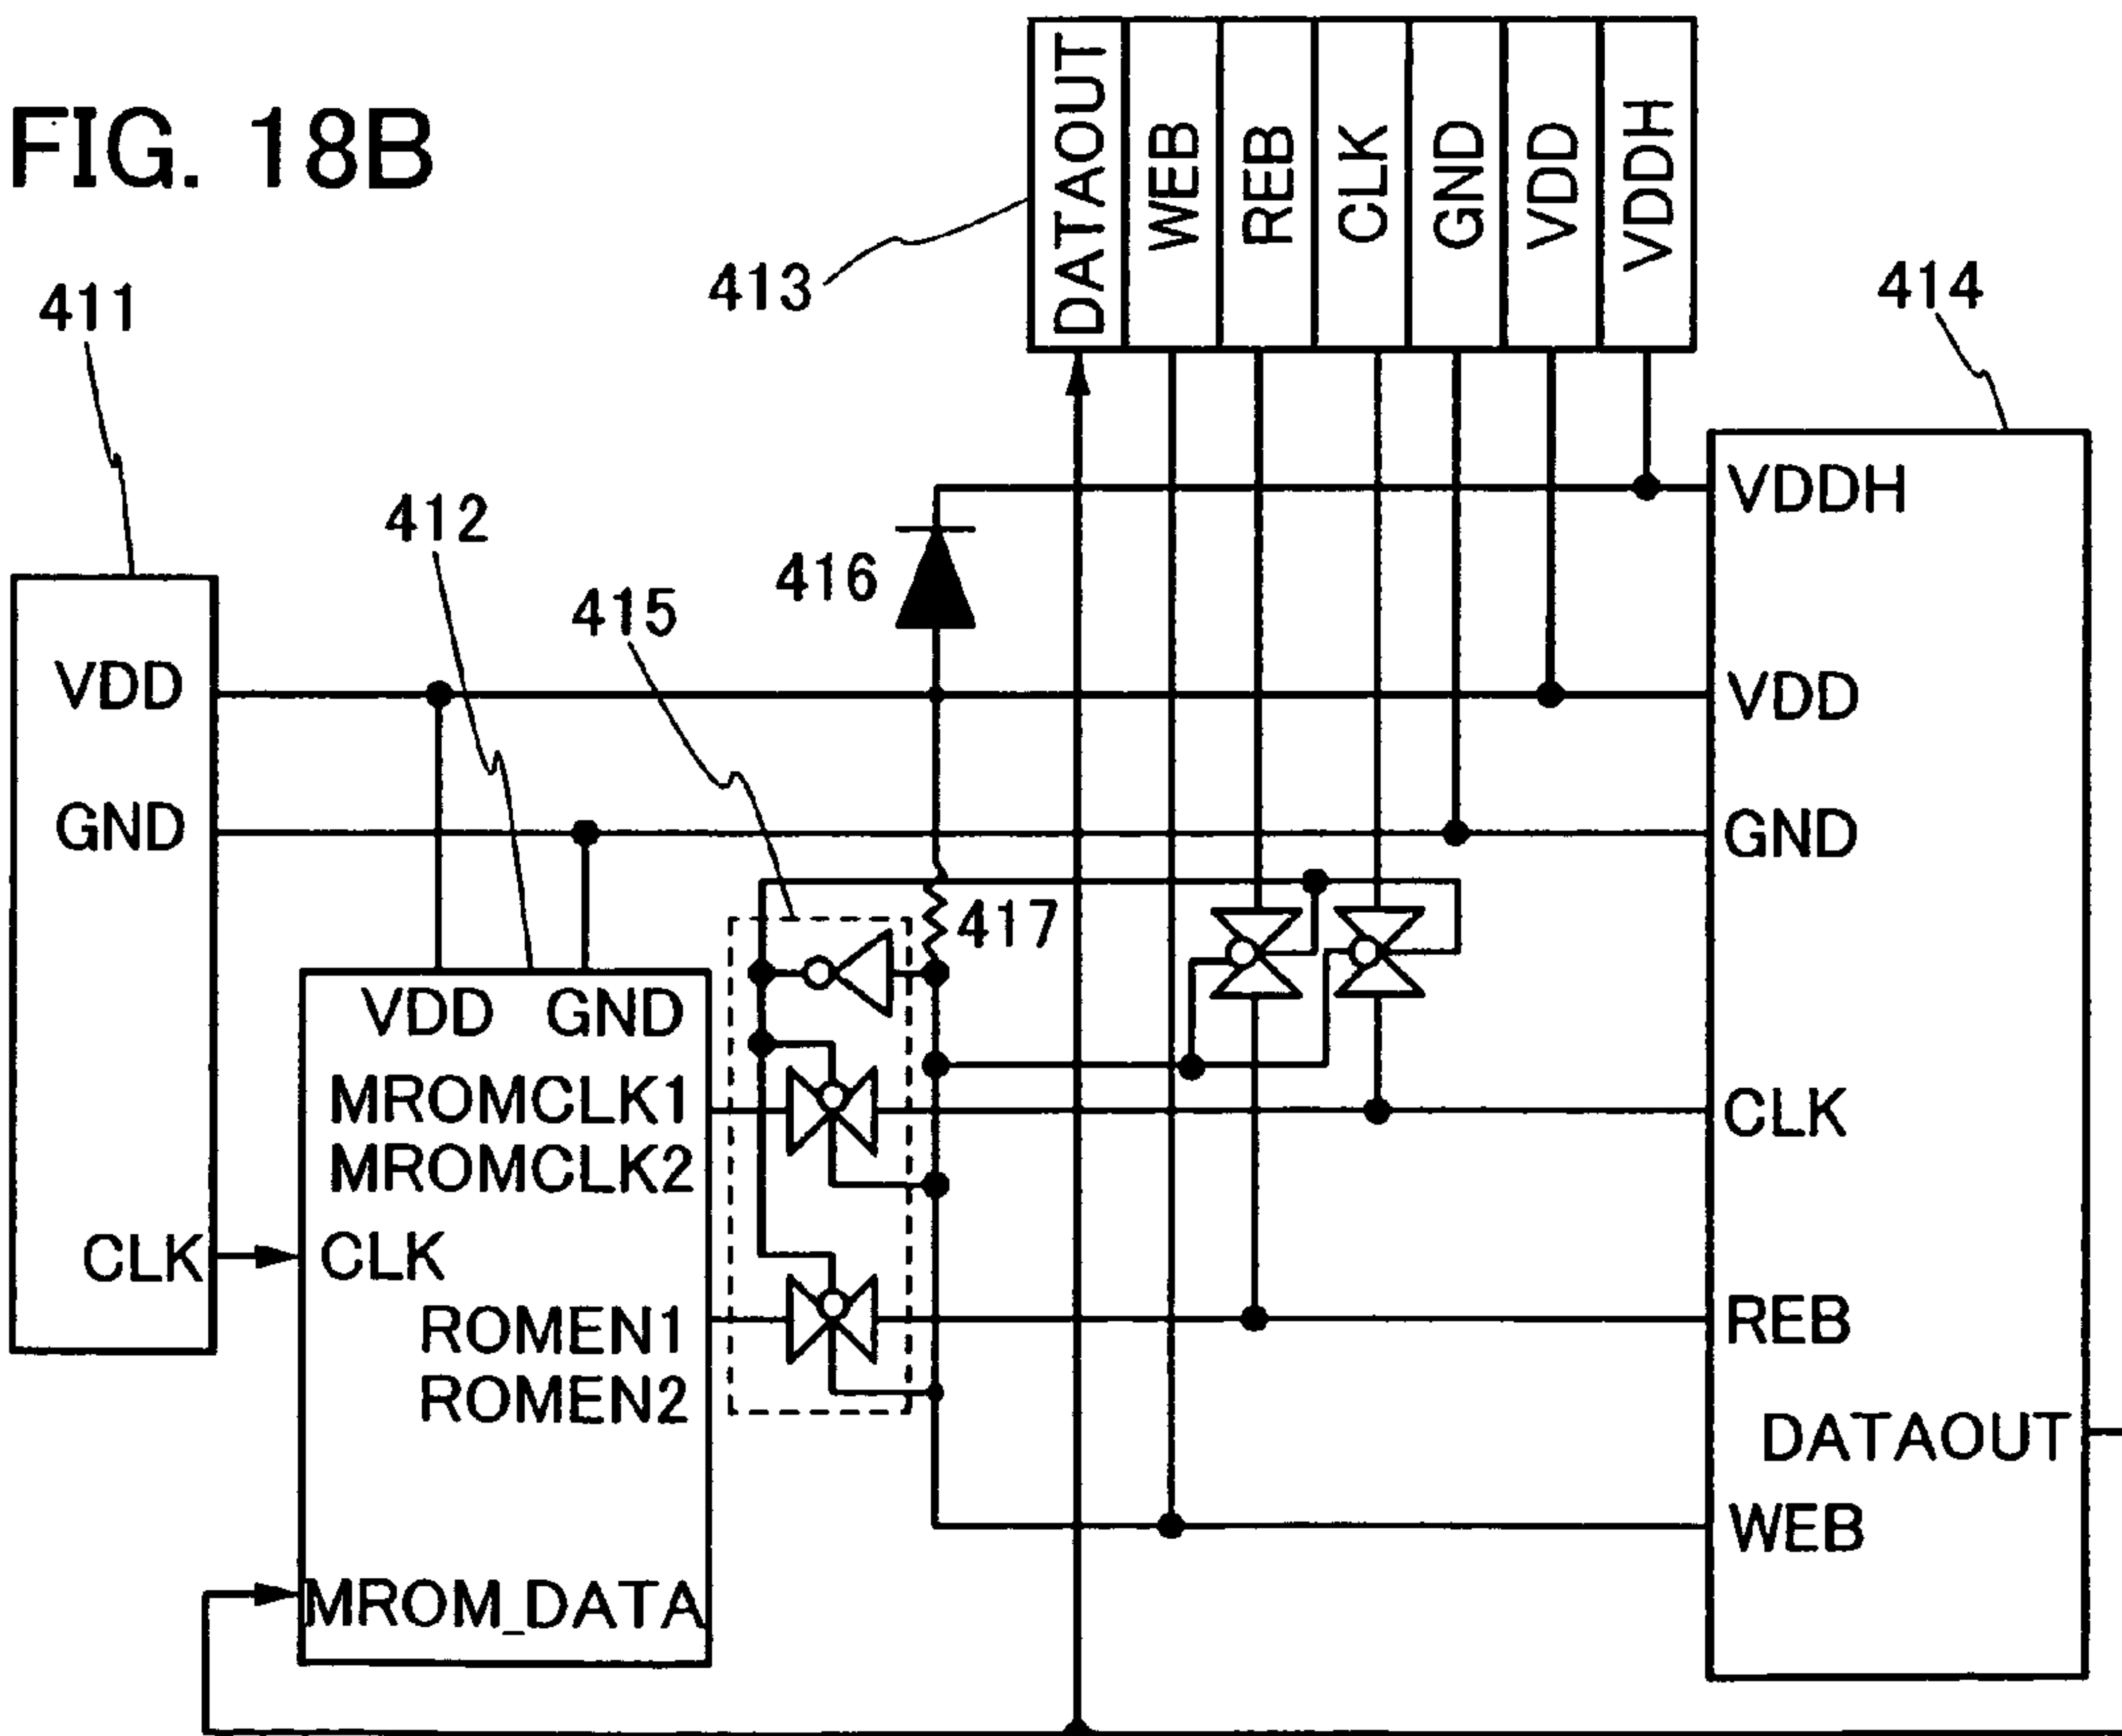 FIG. 18B
DATAOUT
WEB
REB
CLK
GND
VDD
VDDH
413
411
414
412
416
415
417
VDD
GND
CLK
VDD GND
MROMCLK1
MROMCLK2
CLK
ROMEN1
ROMEN2
MROM_DATA
VDDH
VDD
GND
CLK
REB
DATAOUT
WEB